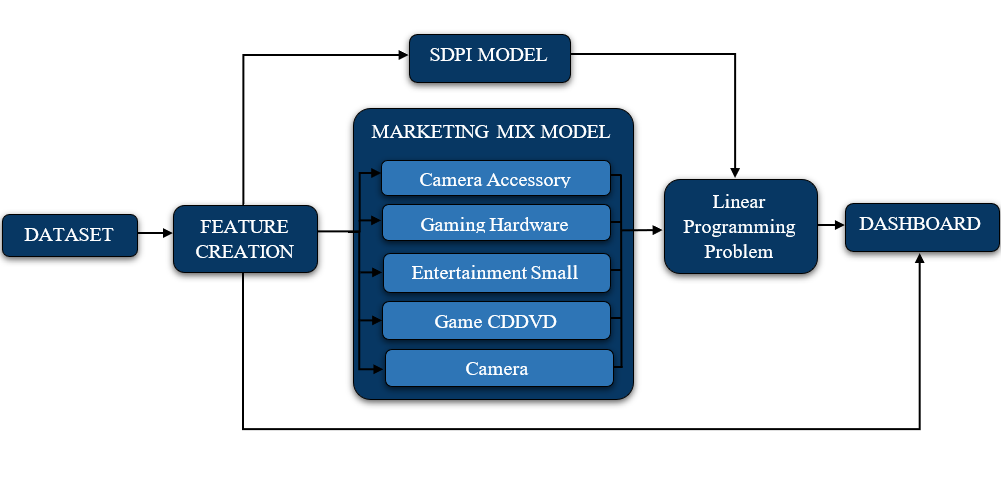 SDPI MODEL
MARKETING MIX MODEL
Camera Accessory
Gaming Hardware
Entertainment Small
Game CDDVD
Camera
DATASET
FEATURE
CREATION
Linear
Programming
Problem
DASHBOARD